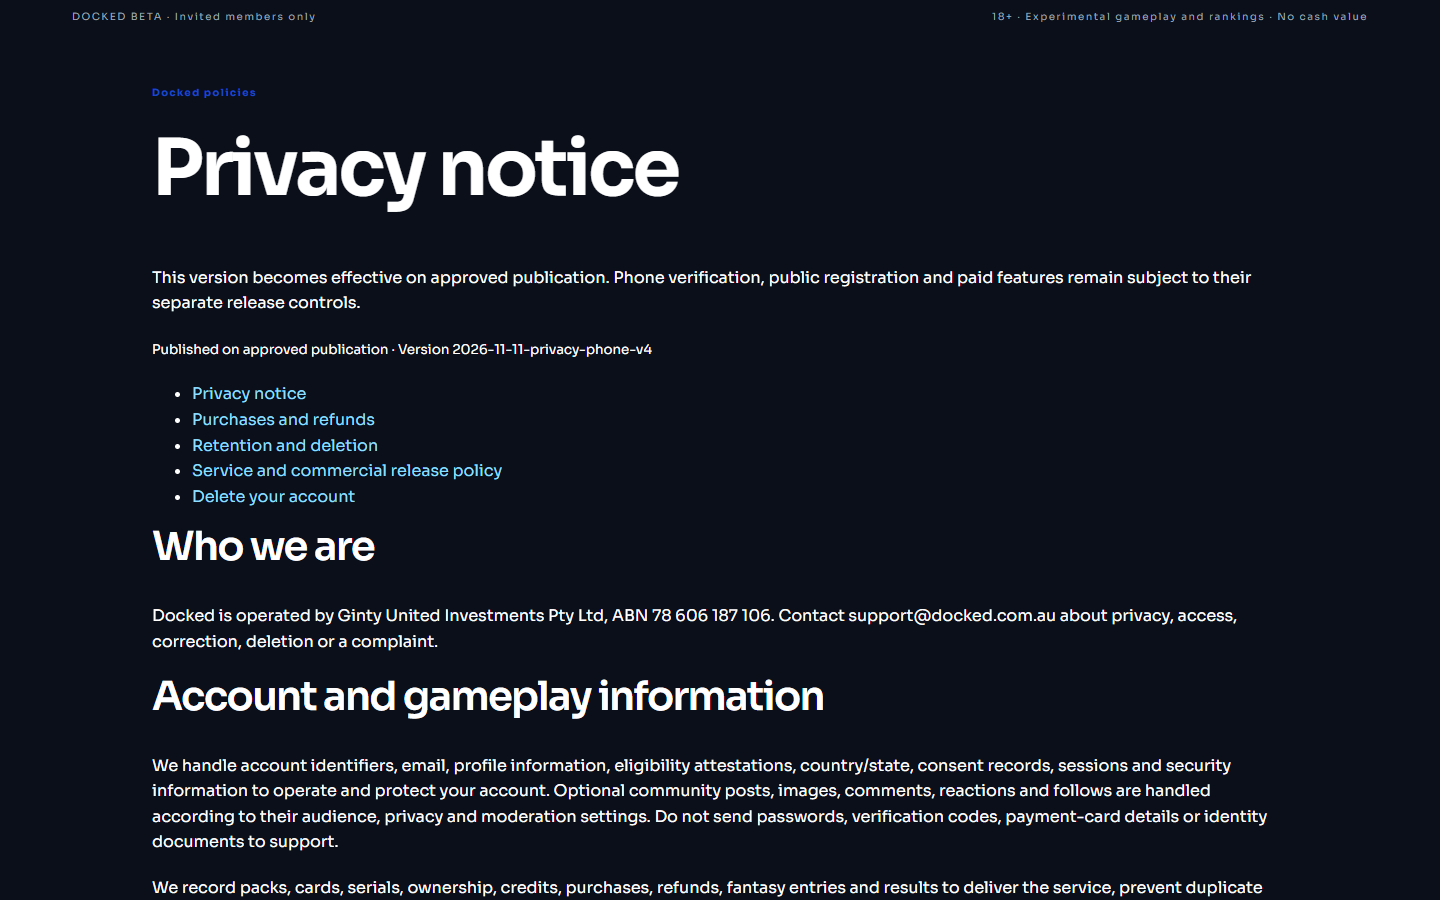 DOCKED BETA · Invited members only
18+ · Experimental gameplay and rankings · No cash value
Docked policies
Privacy notice
This version becomes effective on approved publication. Phone verification, public registration and paid features remain subject to their
separate release controls.
Published on approved publication · Version 2026-11-11-privacy-phone-v4
• Privacy notice
• Purchases and refunds
• Retention and deletion
• Service and commercial release policy
• Delete your account
Who we are
Docked is operated by Ginty United Investments Pty Ltd, ABN 78 606 187 106. Contact support@docked.com.au about privacy, access,
correction, deletion or a complaint.
Account and gameplay information
We handle account identifiers, email, profile information, eligibility attestations, country/state, consent records, sessions and security
information to operate and protect your account. Optional community posts, images, comments, reactions and follows are handled
according to their audience, privacy and moderation settings. Do not send passwords, verification codes, payment-card details or identity
documents to support.
We record packs, cards, serials, ownership, credits, purchases, refunds, fantasy entries and results to deliver the service, prevent duplicate